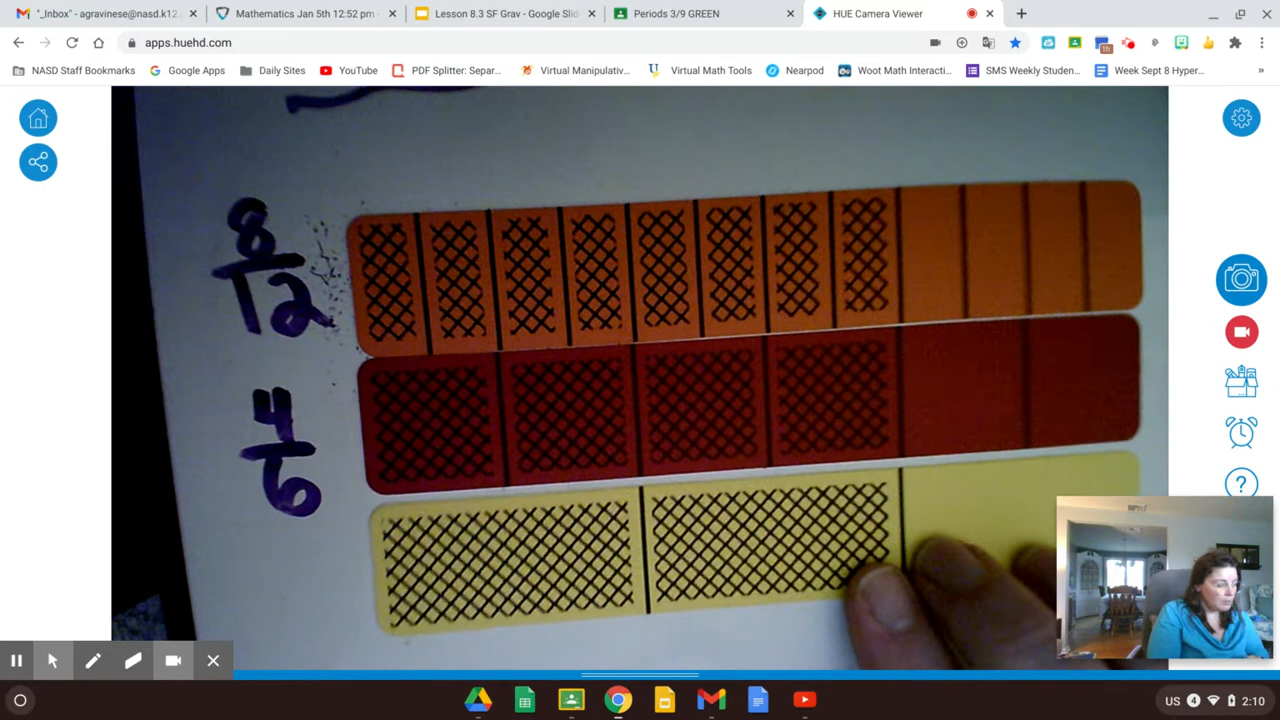 "_Inbox" - agravinese@nasd.k12.
Mathematics Jan 5th 12:52 pm -
Lesson 8.3 SF Grav - Google Slid
Periods 3/9 GREEN
HUE Camera Viewer
apps.huehd.com
1h
NASD Staff Bookmarks
Google Apps
Daily Sites
YouTube
PDF Splitter: Separ...
Virtual Manipulativ...
Virtual Math Tools
Nearpod
Woot Math Interacti...
SMS Weekly Studen...
Week Sept 8 Hyper...
»
8
12
4
6
?
US 4 2:10